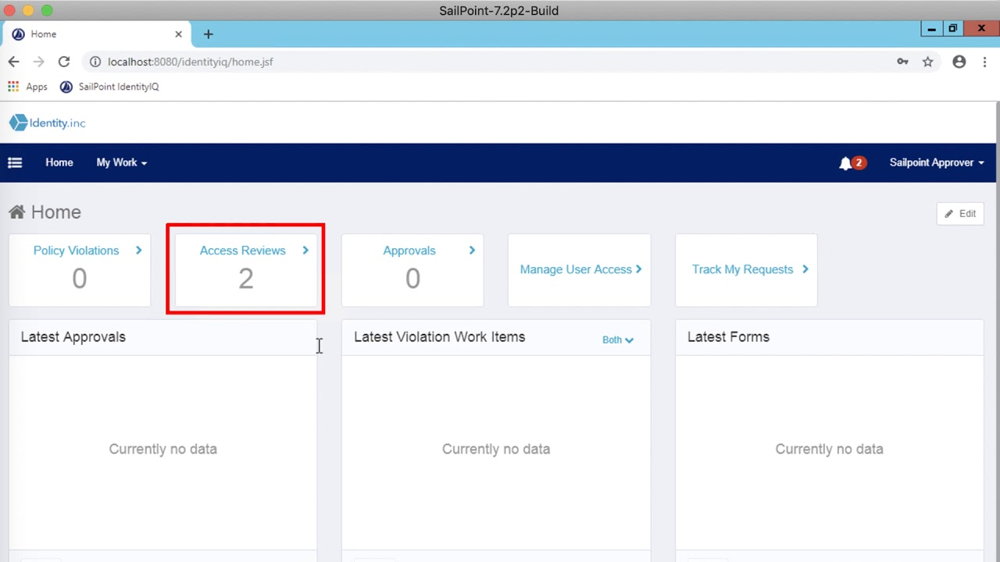 SailPoint-7.2p2-Build
Home
localhost:8080/identityiq/home.jsf
Apps SailPoint IdentityIQ
Identity.inc
Home My Work 2 Sailpoint Approver
Home Edit
Policy Violations
0
Access Reviews
2
Approvals
0
Manage User Access
Track My Requests
Latest Approvals
Currently no data
Latest Violation Work Items Both
Currently no data
Latest Forms
Currently no data